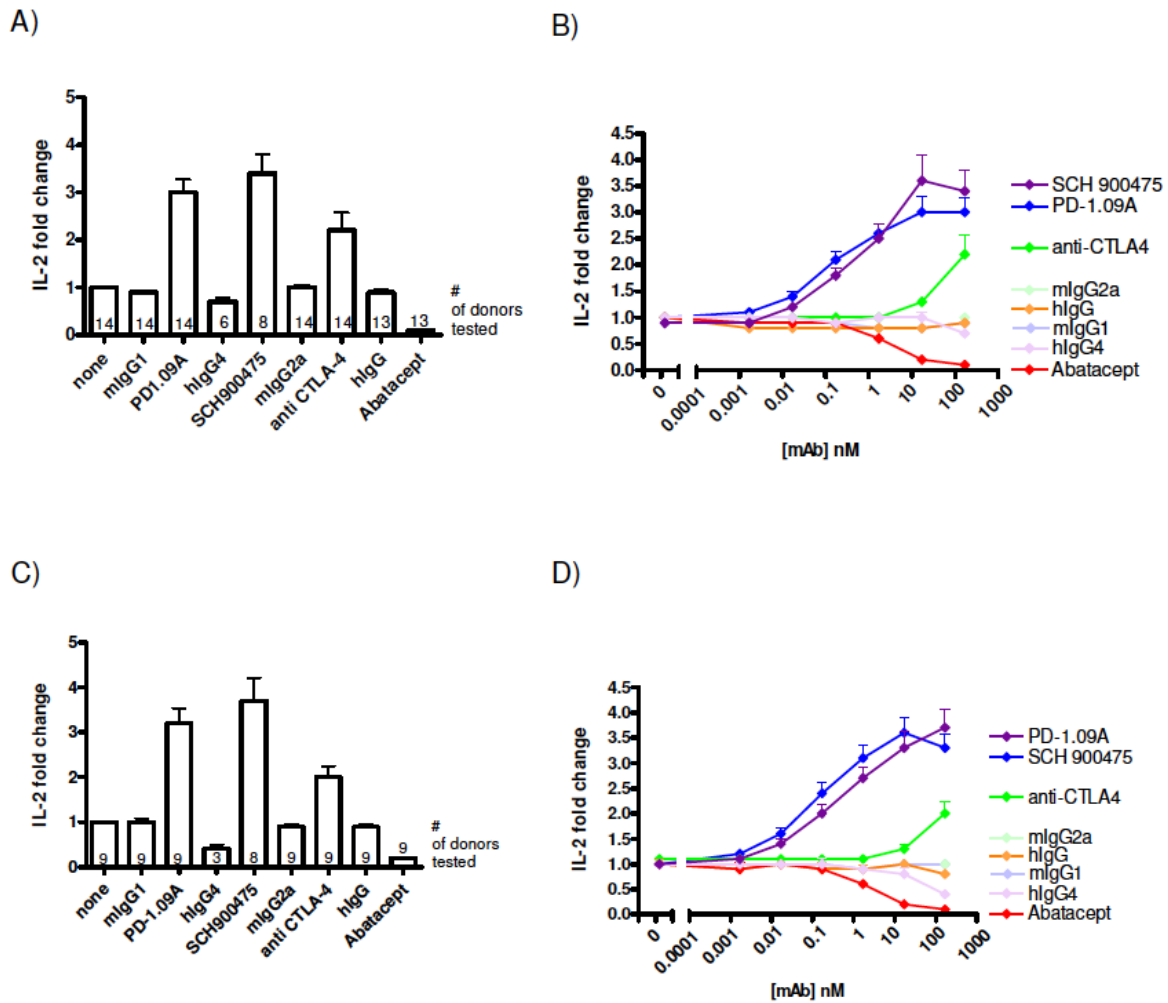 A)
IL-2 fold change
5
4
3
2
1
0
14
14
14
6
8
14
14
13
13
#
of donors
tested
none
mIgG1
PD1.09A
hIgG4
SCH900475
mIgG2a
anti CTLA-4
hIgG
Abatacept
B)
IL-2 fold change
4.5
4.0
3.5
3.0
2.5
2.0
1.5
1.0
0.5
0.0
0
0.0001
0.001
0.01
0.1
1
10
100
1000
[mAb] nM
SCH 900475
PD-1.09A
anti-CTLA4
mIgG2a
hIgG
mIgG1
hIgG4
Abatacept
C)
IL-2 fold change
5
4
3
2
1
0
9
9
9
3
8
9
9
9
9
#
of donors
tested
none
mIgG1
PD-1.09A
hIgG4
SCH900475
mIgG2a
anti CTLA-4
hIgG
Abatacept
D)
IL-2 fold change
4.5
4.0
3.5
3.0
2.5
2.0
1.5
1.0
0.5
0.0
0
0.0001
0.001
0.01
0.1
1
10
100
1000
[mAb] nM
PD-1.09A
SCH 900475
anti-CTLA4
mIgG2a
hIgG
mIgG1
hIgG4
Abatacept